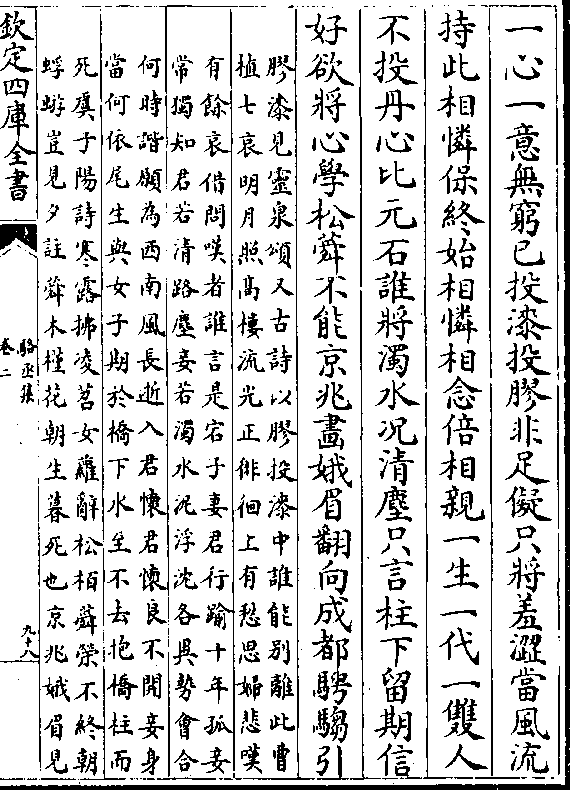 一心一意無窮已投漆投膠非足儗只將羞澀當風流
持此相憐保終始相憐相念倍相親一生一代一雙人
不投丹心比元石誰將濁水况清塵只言柱下留期信
好欲將心學松蕣不能京兆畫娥眉翻向成都騁騶引
膠漆見靈泉頌又古詩以膠投漆中誰能别離此曹
植七哀明月照髙樓流光正徘徊上有愁思婦悲嘆
有餘哀借問嘆者誰言是宕子妻君行踰十年孤妾
常獨知君若清路塵妾若濁水泥浮沈各異勢會合
何時諧願為西南風長逝入君懷君懷良不開妾身
當何依尾生與女子期於橋下水至不去抱橋柱而
死虞子陽詩寒露拂凌苕女蘿辭松栢蕣榮不終朝
蜉蝣豈見夕註蕣木槿花朝生暮死也京兆娥眉見
欽定四庫全書
駱丞集
卷二
九十八